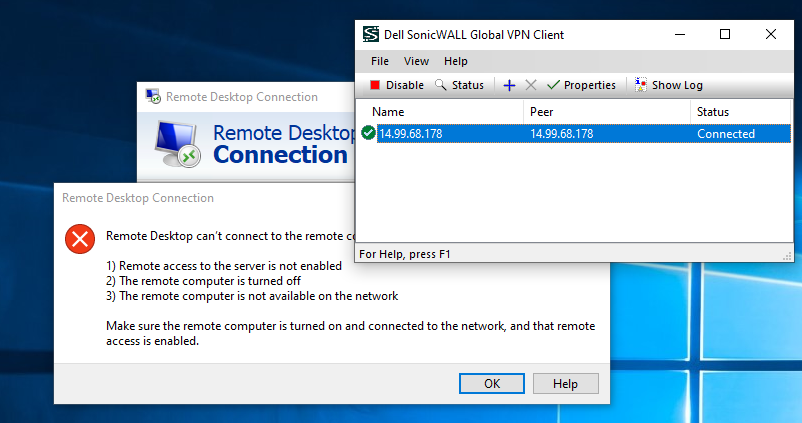 Dell SonicWALL Global VPN Client
File View Help
Disable Status Properties Show Log
Name Peer Status
14.99.68.178 14.99.68.178 Connected
For Help, press F1
Remote Desktop Connection
Remote Desktop
Connection
Remote Desktop Connection
Remote Desktop can't connect to the remote
1) Remote access to the server is not enabled
2) The remote computer is turned off
3) The remote computer is not available on the network
Make sure the remote computer is turned on and connected to the network, and that remote
access is enabled.
OK Help